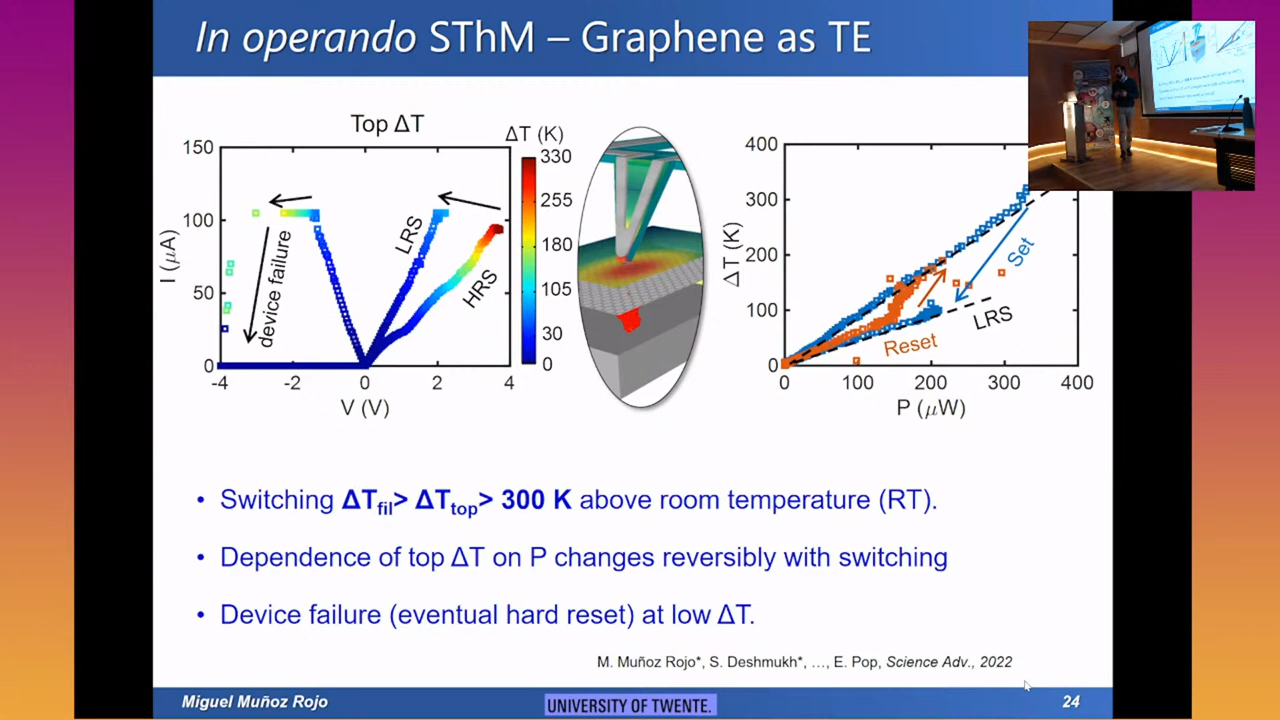 In operando SThM – Graphene as TE
Top ΔT
ΔT (K)
150
100
50
0
I (µA)
-4
-2
0
2
4
V (V)
device failure
LRS
HRS
330
255
180
105
30
0
400
300
200
100
0
ΔT (K)
0
100
200
300
400
P (µW)
Set
LRS
Reset
• Switching ΔTfil> ΔTtop> 300 K above room temperature (RT).
• Dependence of top ΔT on P changes reversibly with switching
• Device failure (eventual hard reset) at low ΔT.
M. Muñoz Rojo*, S. Deshmukh*, …, E. Pop, Science Adv., 2022
Miguel Muñoz Rojo
UNIVERSITY OF TWENTE.
24